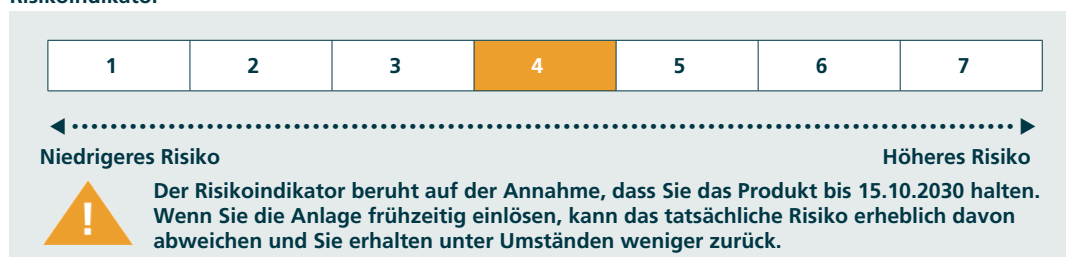 Risikoindikator
1 2 3 4 5 6 7
Niedrigeres Risiko Höheres Risiko
!
Der Risikoindikator beruht auf der Annahme, dass Sie das Produkt bis 15.10.2030 halten.
Wenn Sie die Anlage frühzeitig einlösen, kann das tatsächliche Risiko erheblich davon
abweichen und Sie erhalten unter Umständen weniger zurück.